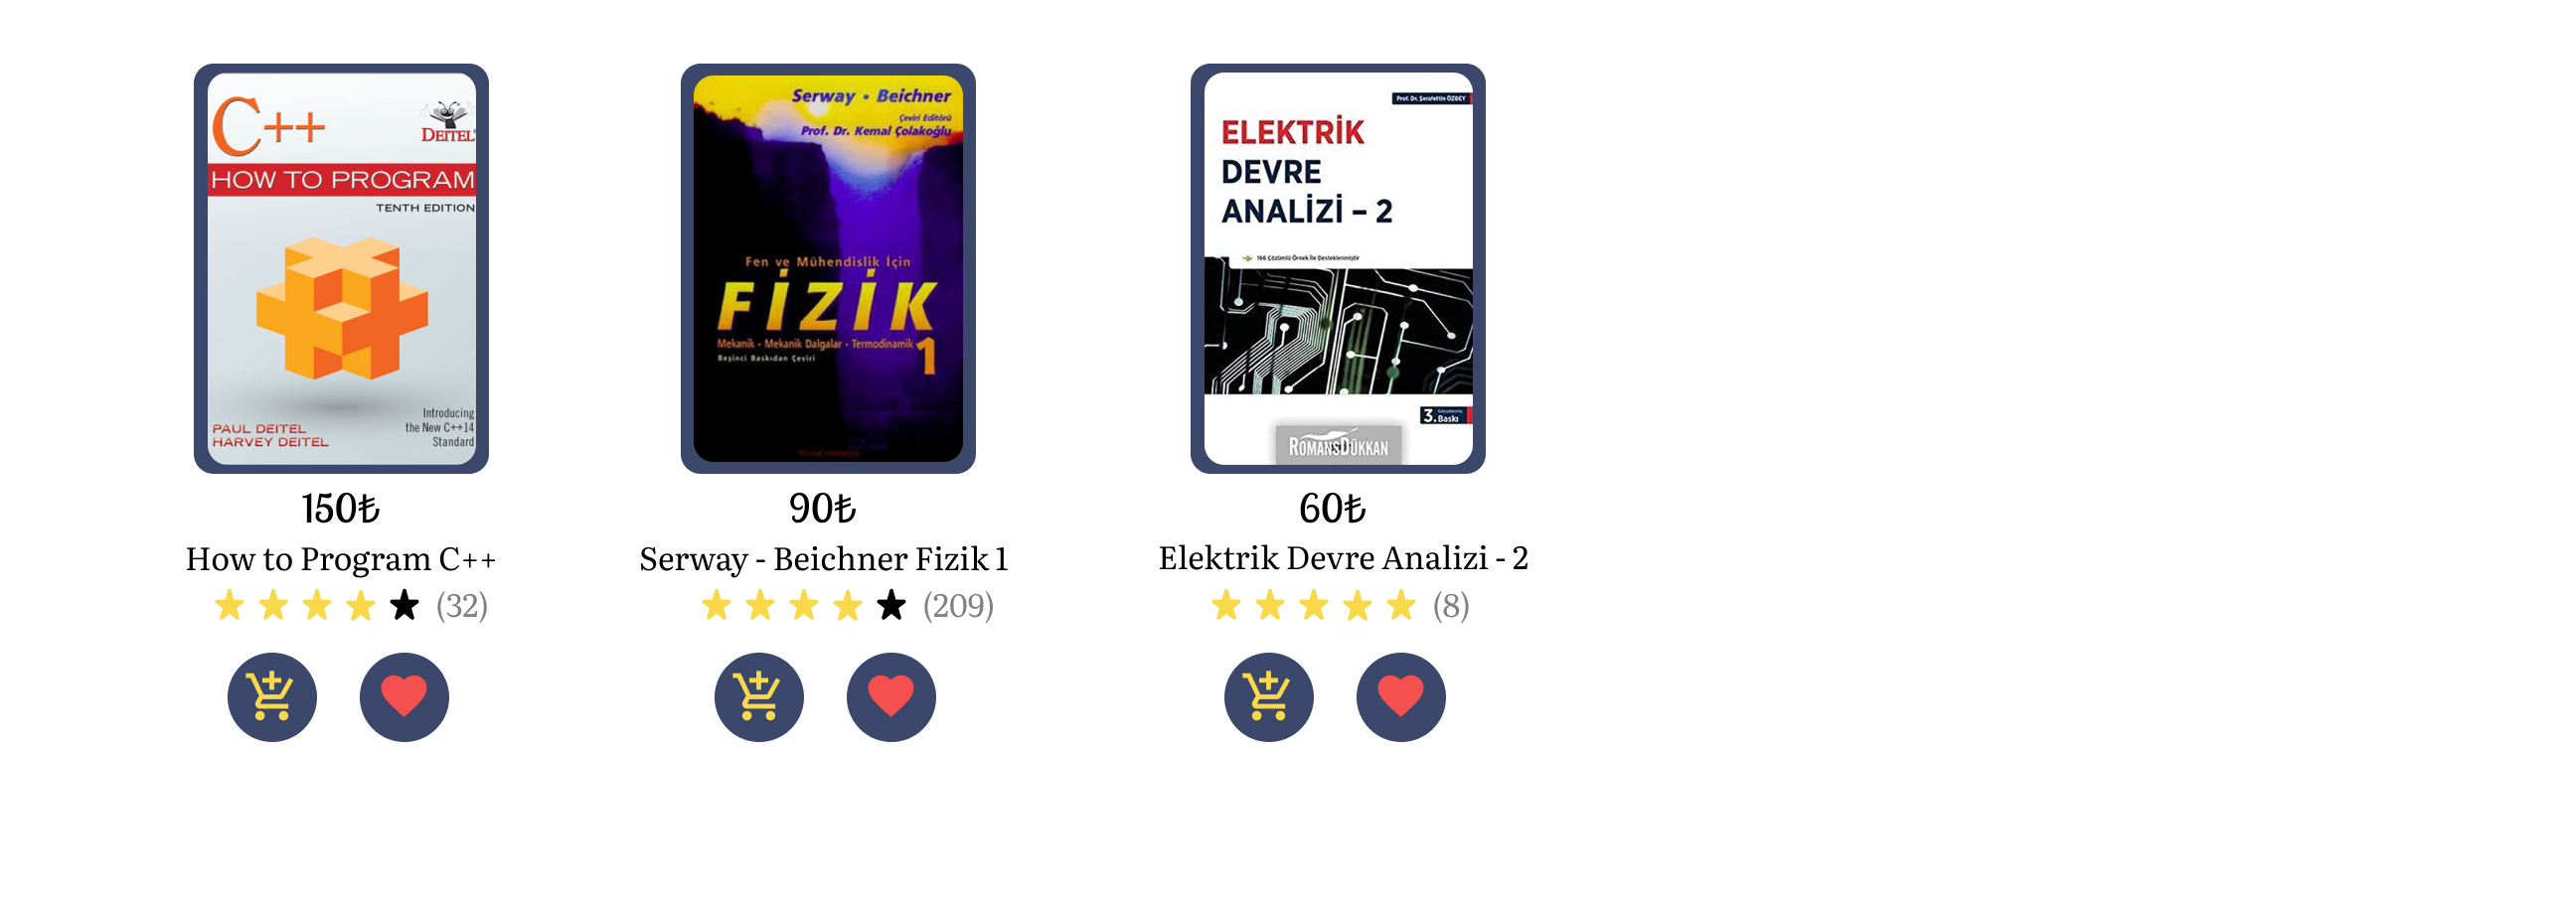 C++
DEITEL
HOW TO PROGRAM
TENTH EDITION
Introducing
the New C++14
Standard
PAUL DEITEL
HARVEY DEITEL
150₺
How to Program C++
(32)
Serway • Beichner
Çeviri Editörü
Prof. Dr. Kemal Çolakoğlu
Fen ve Mühendislik İçin
FİZİK
Mekanik - Mekanik Dalgalar - Termodinamik 1
Beşinci Baskıdan Çeviri
90₺
Serway - Beichner Fizik 1
(209)
Prof. Dr. Şerafettin ÖZBEY
ELEKTRİK
DEVRE
ANALİZİ – 2
166 Çözümlü Örnek İle Desteklenmiştir
3. Baskı
ROMANSDÜKKAN
60₺
Elektrik Devre Analizi - 2
(8)